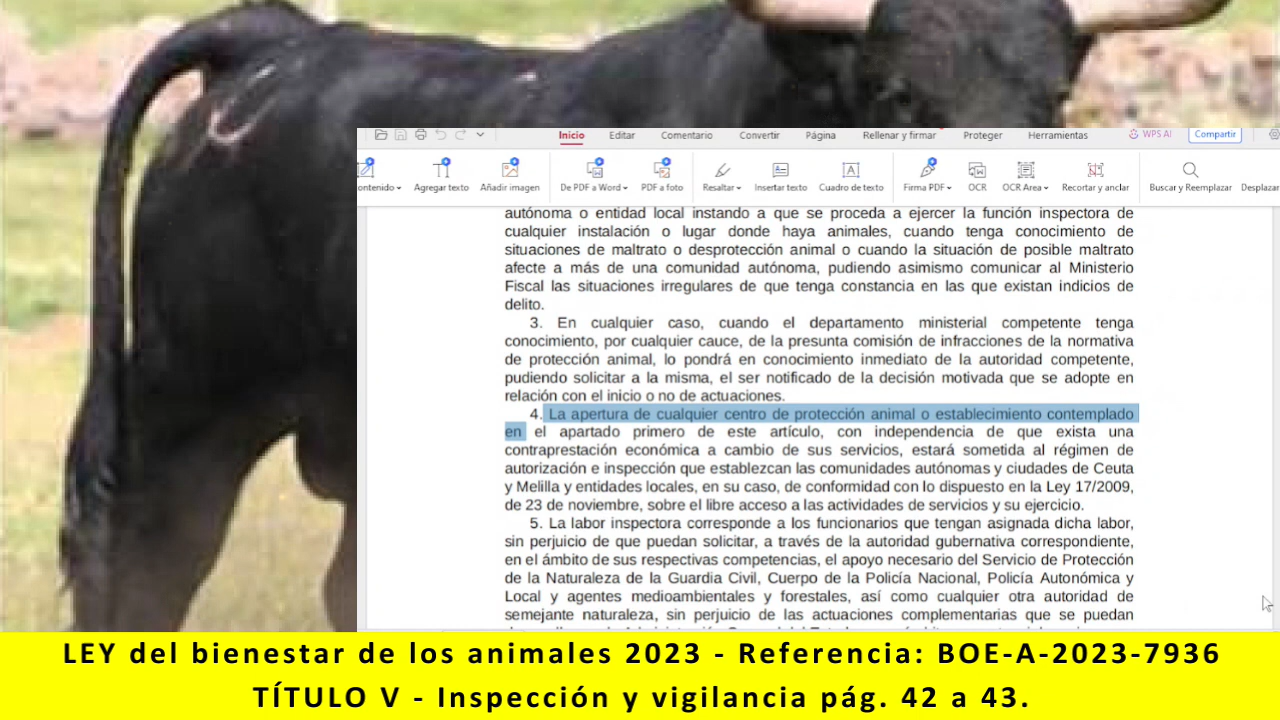 Inicio Editar Comentario Convertir Página Rellenar y firmar Proteger Herramientas WPS AI Compartir
ontenido Agregar texto Añadir imagen De PDF a Word PDF a foto Resaltar Insertar texto Cuadro de texto Firma PDF OCR OCR Area Recortar y anclar Buscar y Reemplazar Desplazar
autónoma o entidad local instando a que se proceda a ejercer la función inspectora de
cualquier instalación o lugar donde haya animales, cuando tenga conocimiento de
situaciones de maltrato o desprotección animal o cuando la situación de posible maltrato
afecte a más de una comunidad autónoma, pudiendo asimismo comunicar al Ministerio
Fiscal las situaciones irregulares de que tenga constancia en las que existan indicios de
delito.
3. En cualquier caso, cuando el departamento ministerial competente tenga
conocimiento, por cualquier cauce, de la presunta comisión de infracciones de la normativa
de protección animal, lo pondrá en conocimiento inmediato de la autoridad competente,
pudiendo solicitar a la misma, el ser notificado de la decisión motivada que se adopte en
relación con el inicio o no de actuaciones.
4. La apertura de cualquier centro de protección animal o establecimiento contemplado
en el apartado primero de este artículo, con independencia de que exista una
contraprestación económica a cambio de sus servicios, estará sometida al régimen de
autorización e inspección que establezcan las comunidades autónomas y ciudades de Ceuta
y Melilla y entidades locales, en su caso, de conformidad con lo dispuesto en la Ley 17/2009,
de 23 de noviembre, sobre el libre acceso a las actividades de servicios y su ejercicio.
5. La labor inspectora corresponde a los funcionarios que tengan asignada dicha labor,
sin perjuicio de que puedan solicitar, a través de la autoridad gubernativa correspondiente,
en el ámbito de sus respectivas competencias, el apoyo necesario del Servicio de Protección
de la Naturaleza de la Guardia Civil, Cuerpo de la Policía Nacional, Policía Autonómica y
Local y agentes medioambientales y forestales, así como cualquier otra autoridad de
semejante naturaleza, sin perjuicio de las actuaciones complementarias que se puedan
LEY del bienestar de los animales 2023 - Referencia: BOE-A-2023-7936
TÍTULO V - Inspección y vigilancia pág. 42 a 43.